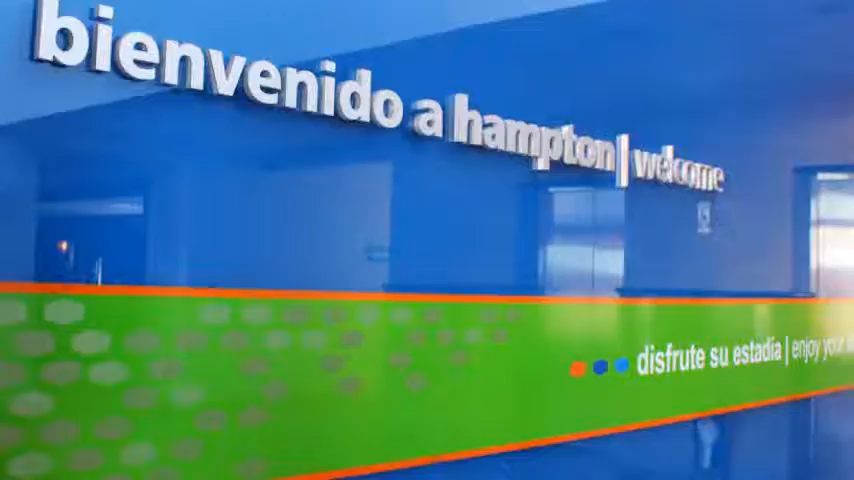 bienvenido a hampton | welcome
disfrute su estadía | enjoy your